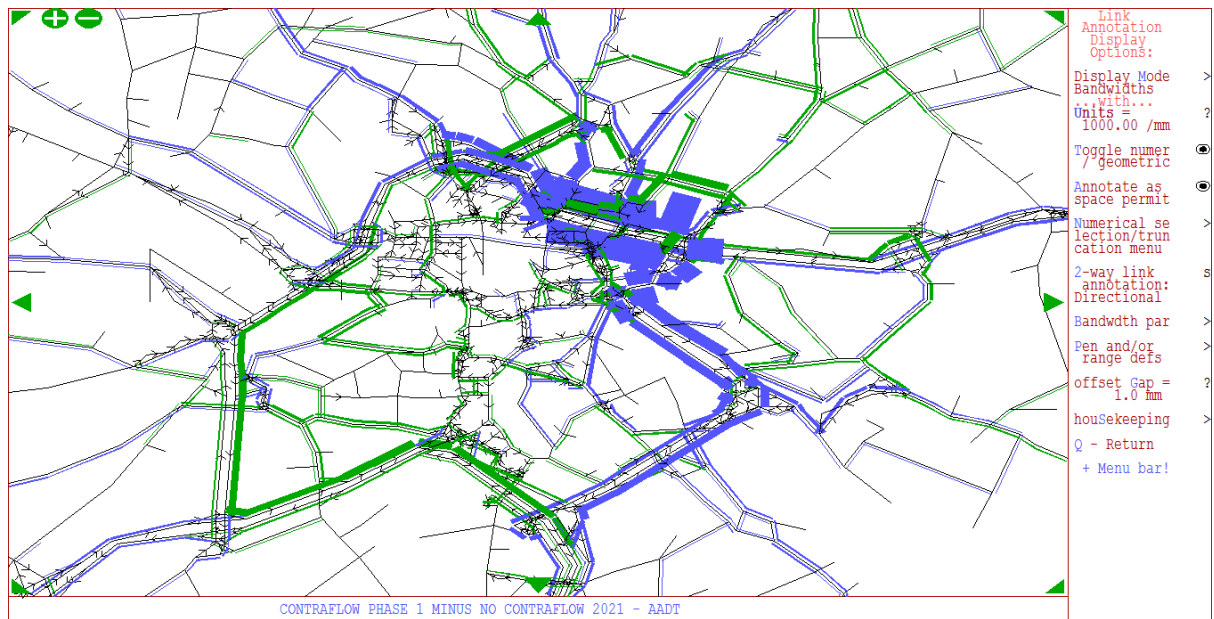 Link
Annotation
Display
Options:
Display Mode >
Bandwidths
...with...
Units = ?
1000.00 /mm
Toggle numer
/ geometric
Annotate as
space permit
Numerical se >
lection/trun
cation menu
2-way link s
annotation:
Directional
Bandwdth par >
Pen and/or >
range defs
offset Gap = ?
1.0 mm
houSekeeping >
Q - Return
+ Menu bar!
CONTRAFLOW PHASE 1 MINUS NO CONTRAFLOW 2021 - AADT